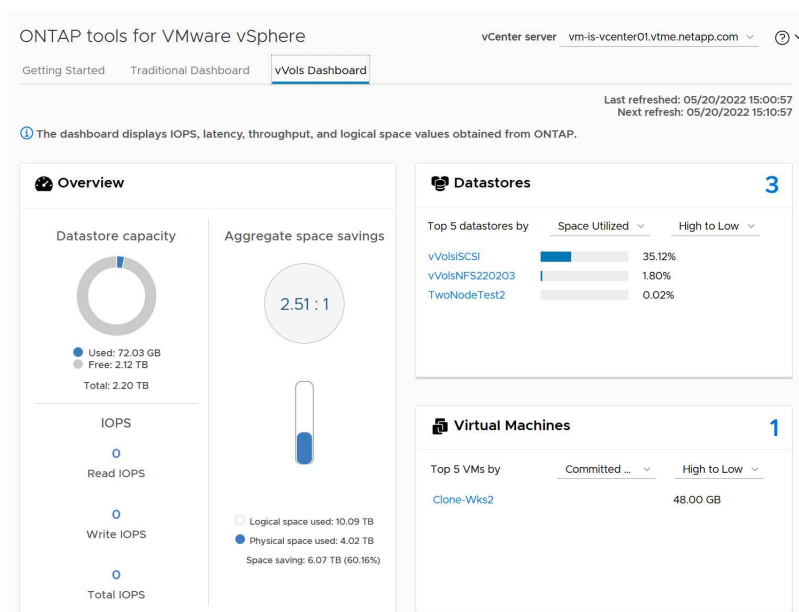 ONTAP tools for VMware vSphere
vCenter server vm-is-vcenter01.vtme.netapp.com
Getting Started Traditional Dashboard vVols Dashboard
Last refreshed: 05/20/2022 15:00:57
Next refresh: 05/20/2022 15:10:57
The dashboard displays IOPS, latency, throughput, and logical space values obtained from ONTAP.
Overview
Datastore capacity
Used: 72.03 GB
Free: 2.12 TB
Total: 2.20 TB
IOPS
0
Read IOPS
0
Write IOPS
0
Total IOPS
Aggregate space savings
2.51 : 1
Logical space used: 10.09 TB
Physical space used: 4.02 TB
Space saving: 6.07 TB (60.16%)
Datastores 3
Top 5 datastores by Space Utilized High to Low
vVolsiSCSI 35.12%
vVolsNFS220203 1.80%
TwoNodeTest2 0.02%
Virtual Machines 1
Top 5 VMs by Committed ... High to Low
Clone-Wks2 48.00 GB